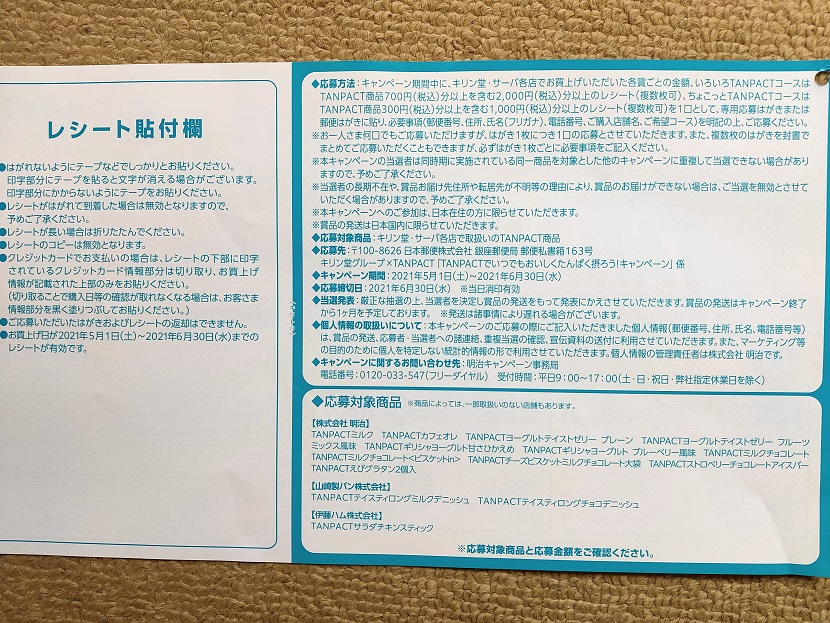 レシート貼付欄
●はがれないようにテープなどでしっかりとお貼りください。
印字部分にテープを貼ると文字が消える場合がございます。
印字部分にかからないようにテープをお貼りください。
●レシートがはがれて到着した場合は無効となりますので、
予めご了承ください。
●レシートが長い場合は折りたたんでください。
●レシートのコピーは無効となります。
●クレジットカードでお支払いの場合は、レシートの下部に印字
されているクレジットカード情報部分は切り取り、お買上げ
情報が記載された上部のみをお貼りください。
(切り取ることで購入日等の確認が取れなくなる場合は、お客さま
情報部分を黒く塗りつぶしてお貼りください。)
●ご応募いただいたはがきおよびレシートの返却はできません。
●お買上げ日が2021年5月1日(土)~2021年6月30日(水)までの
レシートが有効です。
◆応募方法：キャンペーン期間中に、キリン堂・サーバ各店でお買上げいただいた各賞ごとの金額、いろいろTANPACTコースは
TANPACT商品700円(税込)分以上を含む2,000円(税込)分以上のレシート(複数枚可)、ちょこっとTANPACTコースは
TANPACT商品300円(税込)分以上を含む1,000円(税込)分以上のレシート(複数枚可)を1口として、専用応募はがきまたは
郵便はがきに貼り、必要事項(郵便番号、住所、氏名(フリガナ)、電話番号、ご購入店舗名、ご希望コース)を明記の上、ご応募ください。
※お一人さま何口でもご応募いただけますが、はがき1枚につき1口の応募とさせていただきます。また、複数枚のはがきを封書で
まとめてご応募いただくこともできますが、必ずはがき1枚ごとに必要事項をご記入ください。
※本キャンペーンの当選者は同時期に実施されている同一商品を対象とした他のキャンペーンに重複して当選できない場合があり
ますので、予めご了承ください。
※当選者の長期不在や、賞品お届け先住所や転居先が不明等の理由により、賞品のお届けができない場合は、ご当選を無効とさせて
いただく場合がありますので、予めご了承ください。
※本キャンペーンへのご参加は、日本在住の方に限らせていただきます。
※賞品の発送は日本国内に限らせていただきます。
◆応募対象商品：キリン堂・サーバ各店で取扱いのTANPACT商品
◆応募先：〒100-8626 日本郵便株式会社 銀座郵便局 郵便私書箱163号
キリン堂グループ×TANPACT「TANPACTでいつでもおいしくたんぱく摂ろう!キャンペーン」係
◆キャンペーン期間：2021年5月1日(土)~2021年6月30日(水)
◆応募締切日：2021年6月30日(水) ※当日消印有効
◆当選発表：厳正な抽選の上、当選者を決定し賞品の発送をもって発表にかえさせていただきます。賞品の発送はキャンペーン終了
から1ヶ月を予定しております。 ※発送は諸事情により遅れる場合がございます。
◆個人情報の取扱いについて：本キャンペーンのご応募の際にご記入いただきました個人情報(郵便番号、住所、氏名、電話番号等)
は、賞品の発送、応募者・当選者への諸連絡、重複当選の確認、宣伝資料の送付に利用させていただきます。また、マーケティング等
の目的のために個人を特定しない統計的情報の形で利用させていただきます。個人情報の管理責任者は株式会社 明治です。
◆キャンペーンに関するお問い合わせ先：明治キャンペーン事務局
電話番号：0120-033-547(フリーダイヤル) 受付時間：平日9：00~17：00(土・日・祝日・弊社指定休業日を除く)
◆応募対象商品 ※商品によっては、一部取扱いのない店舗もあります。
【株式会社 明治】
TANPACTミルク TANPACTカフェオレ TANPACTヨーグルトテイストゼリー プレーン TANPACTヨーグルトテイストゼリー フルーツ
ミックス風味 TANPACTギリシャヨーグルト甘さひかえめ TANPACTギリシャヨーグルト ブルーベリー風味 TANPACTミルクチョコレート
TANPACTミルクチョコレート<ビスケットin> TANPACTチーズビスケットミルクチョコレート大袋 TANPACTストロベリーチョコレートアイスバー
TANPACTえびグラタン2個入
【山崎製パン株式会社】
TANPACTテイスティロングミルクデニッシュ TANPACTテイスティロングチョコデニッシュ
【伊藤ハム株式会社】
TANPACTサラダチキンスティック
※応募対象商品と応募金額をご確認ください。